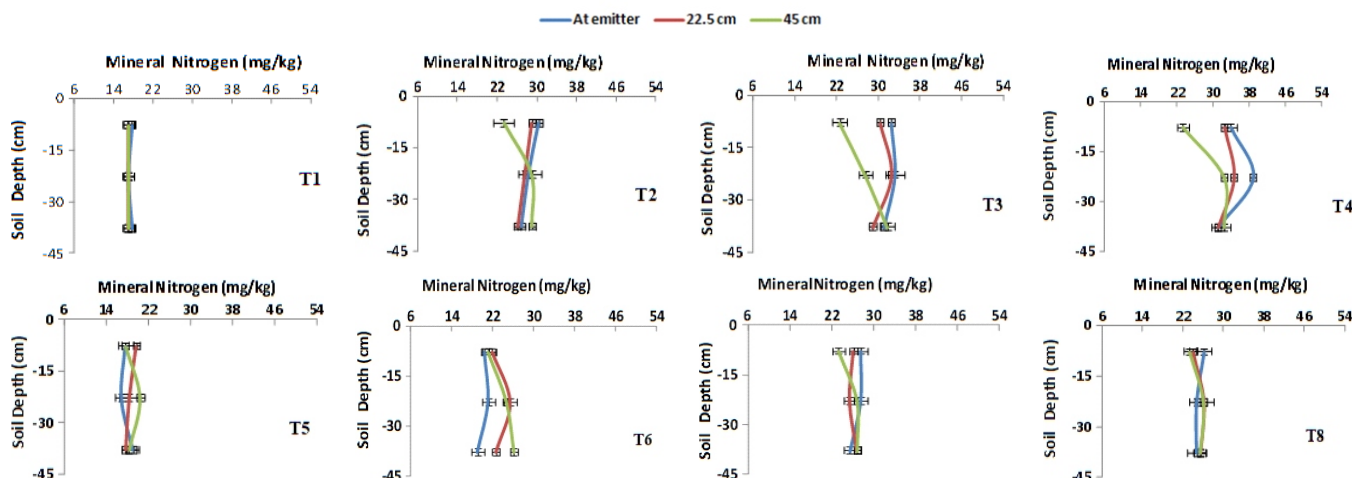 At emitter 22.5 cm 45 cm
Mineral Nitrogen (mg/kg)
6 14 22 30 38 46 54
0
-15
-30
-45
Soil Depth (cm)
T1
Mineral Nitrogen (mg/kg)
6 14 22 30 38 46 54
0
-15
-30
-45
Soil Depth (cm)
T2
Mineral Nitrogen (mg/kg)
6 14 22 30 38 46 54
0
-15
-30
-45
Soil Depth (cm)
T3
Mineral Nitrogen (mg/kg)
6 14 22 30 38 46 54
0
-15
-30
-45
Soil Depth (cm)
T4
Mineral Nitrogen (mg/kg)
6 14 22 30 38 46 54
0
-15
-30
-45
Soil Depth (cm)
T5
Mineral Nitrogen (mg/kg)
6 14 22 30 38 46 54
0
-15
-30
-45
Soil Depth (cm)
T6
Mineral Nitrogen (mg/kg)
6 14 22 30 38 46 54
0
-15
-30
-45
Soil Depth (cm)
Mineral Nitrogen (mg/kg)
6 14 22 30 38 46 54
0
-15
-30
-45
Soil Depth (cm)
T8